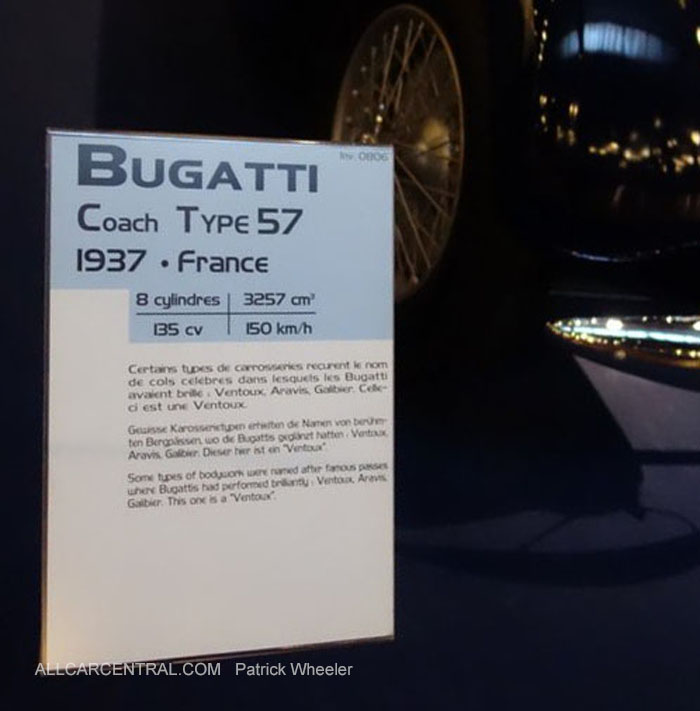 Inv. 0806
BUGATTI
Coach Type 57
1937 • France
8 cylindres | 3257 cm³
135 cv | 150 km/h
Certains types de carrosseries recurent le nom
de cols celebres dans lesquels les Bugatti
avaient brille : Ventoux, Aravis, Galibier. Celle-
ci est une Ventoux.
Gewisse Karosserietypen erhielten die Namen von berühm-
ten Bergpässen, wo die Bugattis geglänzt hatten : Ventoux,
Aravis, Galibier. Dieser hier ist ein "Ventoux".
Some types of bodywork were named after famous passes
where Bugattis had performed brilliantly : Ventoux, Aravis,
Galibier. This one is a "Ventoux".
ALLCARCENTRAL.COM Patrick Wheeler